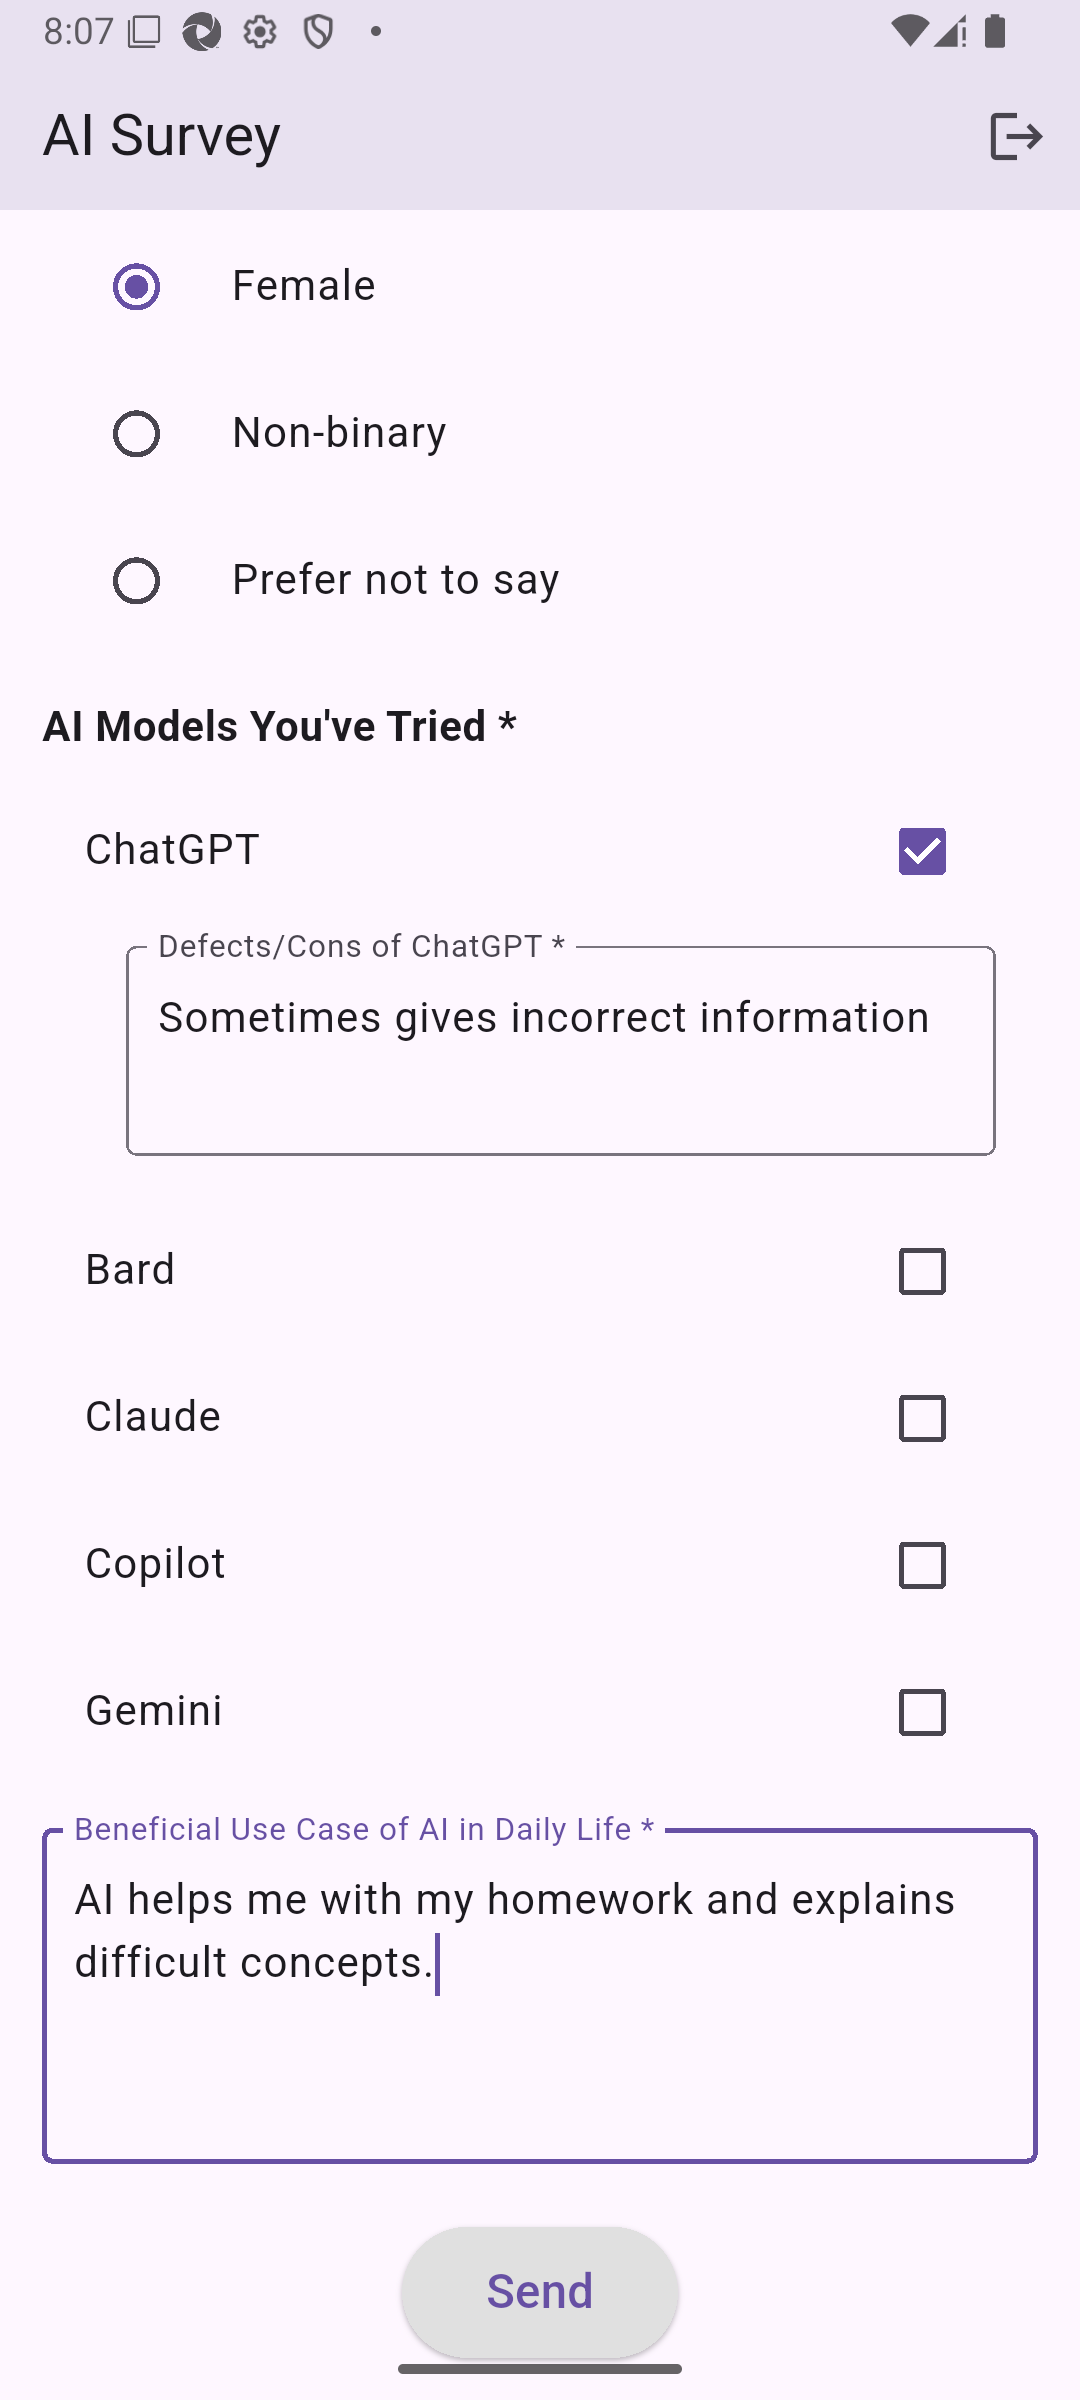 8:07
AI Survey
Female
Non-binary
Prefer not to say
AI Models You've Tried *
ChatGPT
Defects/Cons of ChatGPT *
Sometimes gives incorrect information
Bard
Claude
Copilot
Gemini
Beneficial Use Case of AI in Daily Life *
AI helps me with my homework and explains
difficult concepts.
Send